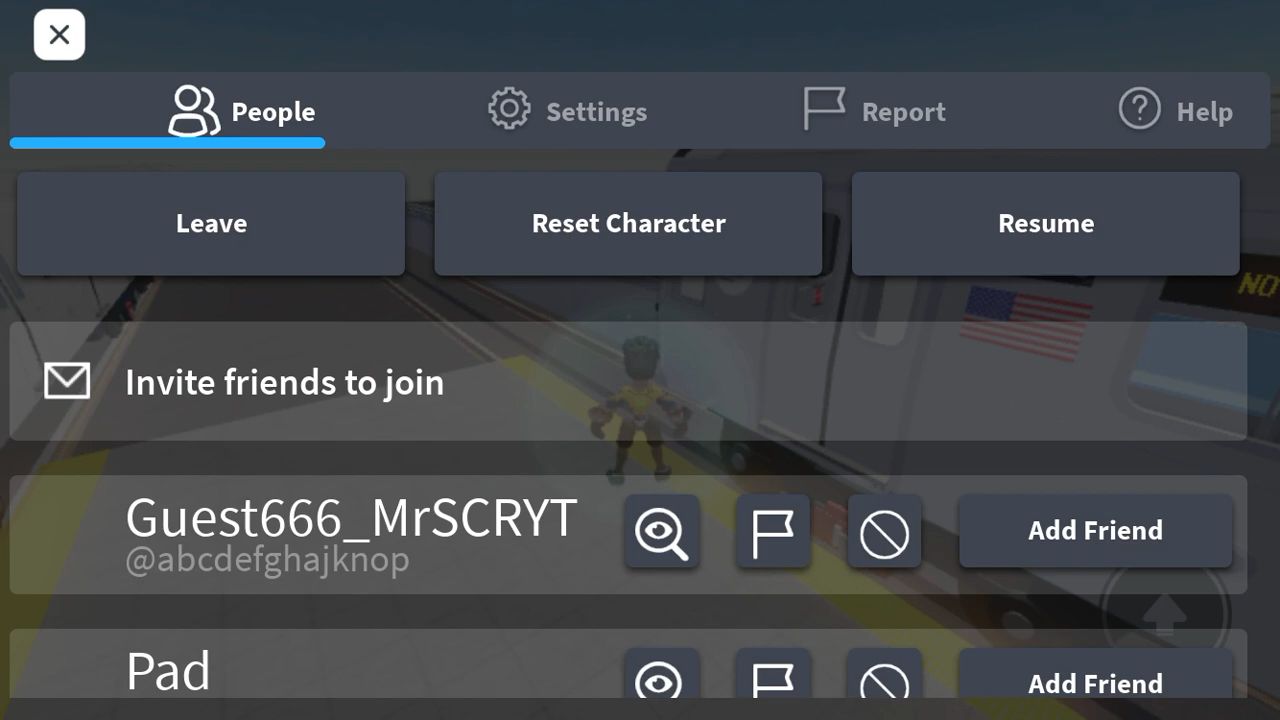 People
Settings
Report
Help
Leave
Reset Character
Resume
NO
Invite friends to join
Guest666_MrSCRYT
@abcdefghajknop
Add Friend
Pad
Add Friend